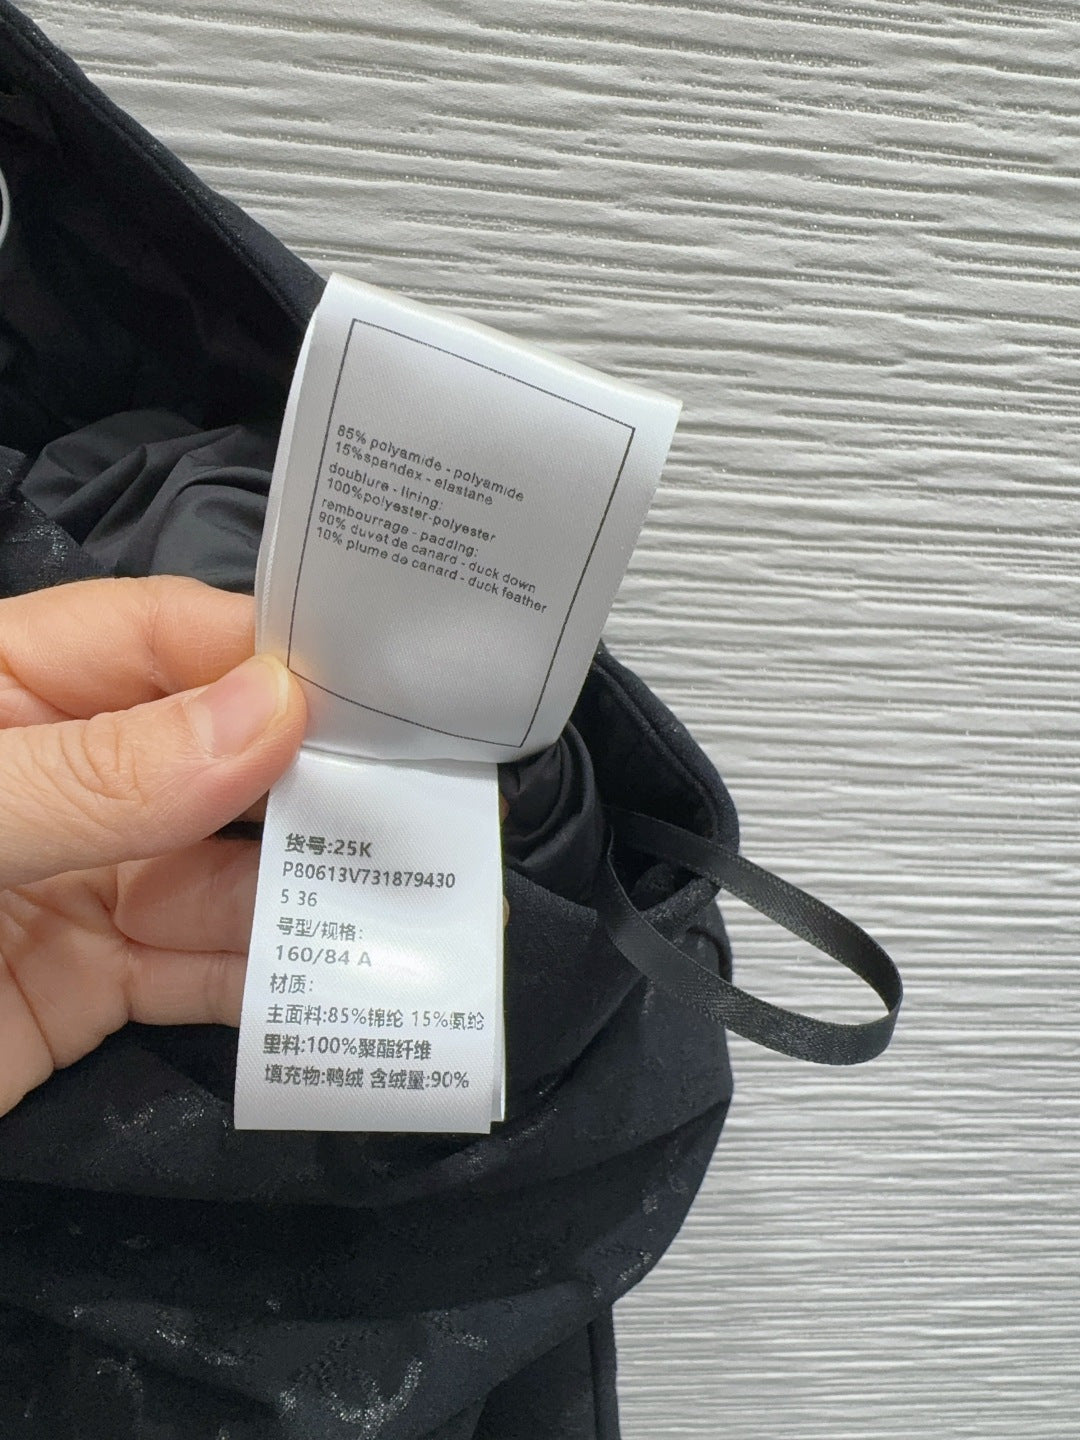 85% polyamide - polyamide
15%spandex - elastane
doublure - lining:
100%polyester-polyester
rembourrage - padding:
90% duvet de canard - duck down
10% plume de canard - duck feather
货号:25K
P80613V731879430
5 36
号型/规格:
160/84 A
材质:
主面料:85%锦纶 15%氨纶
里料:100%聚酯纤维
填充物:鸭绒 含绒量:90%